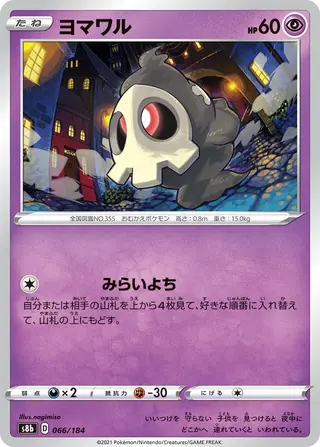 たね ヨマワル HP60
全国図鑑NO.355 おむかえポケモン 高さ:0.8m 重さ:15.0kg
みらいよち
自分または相手の山札を上から4枚見て、好きな順番に入れ替
えて、山札の上にもどす。
弱点 ×2 抵抗力 -30 にげる
Illus.nagimiso
s8b D 066/184
いいつけを 守らない 子供を 見つけると 夜中に
どこかへ 連れていくと いわれている。
©2021 Pokémon/Nintendo/Creatures/GAME FREAK.